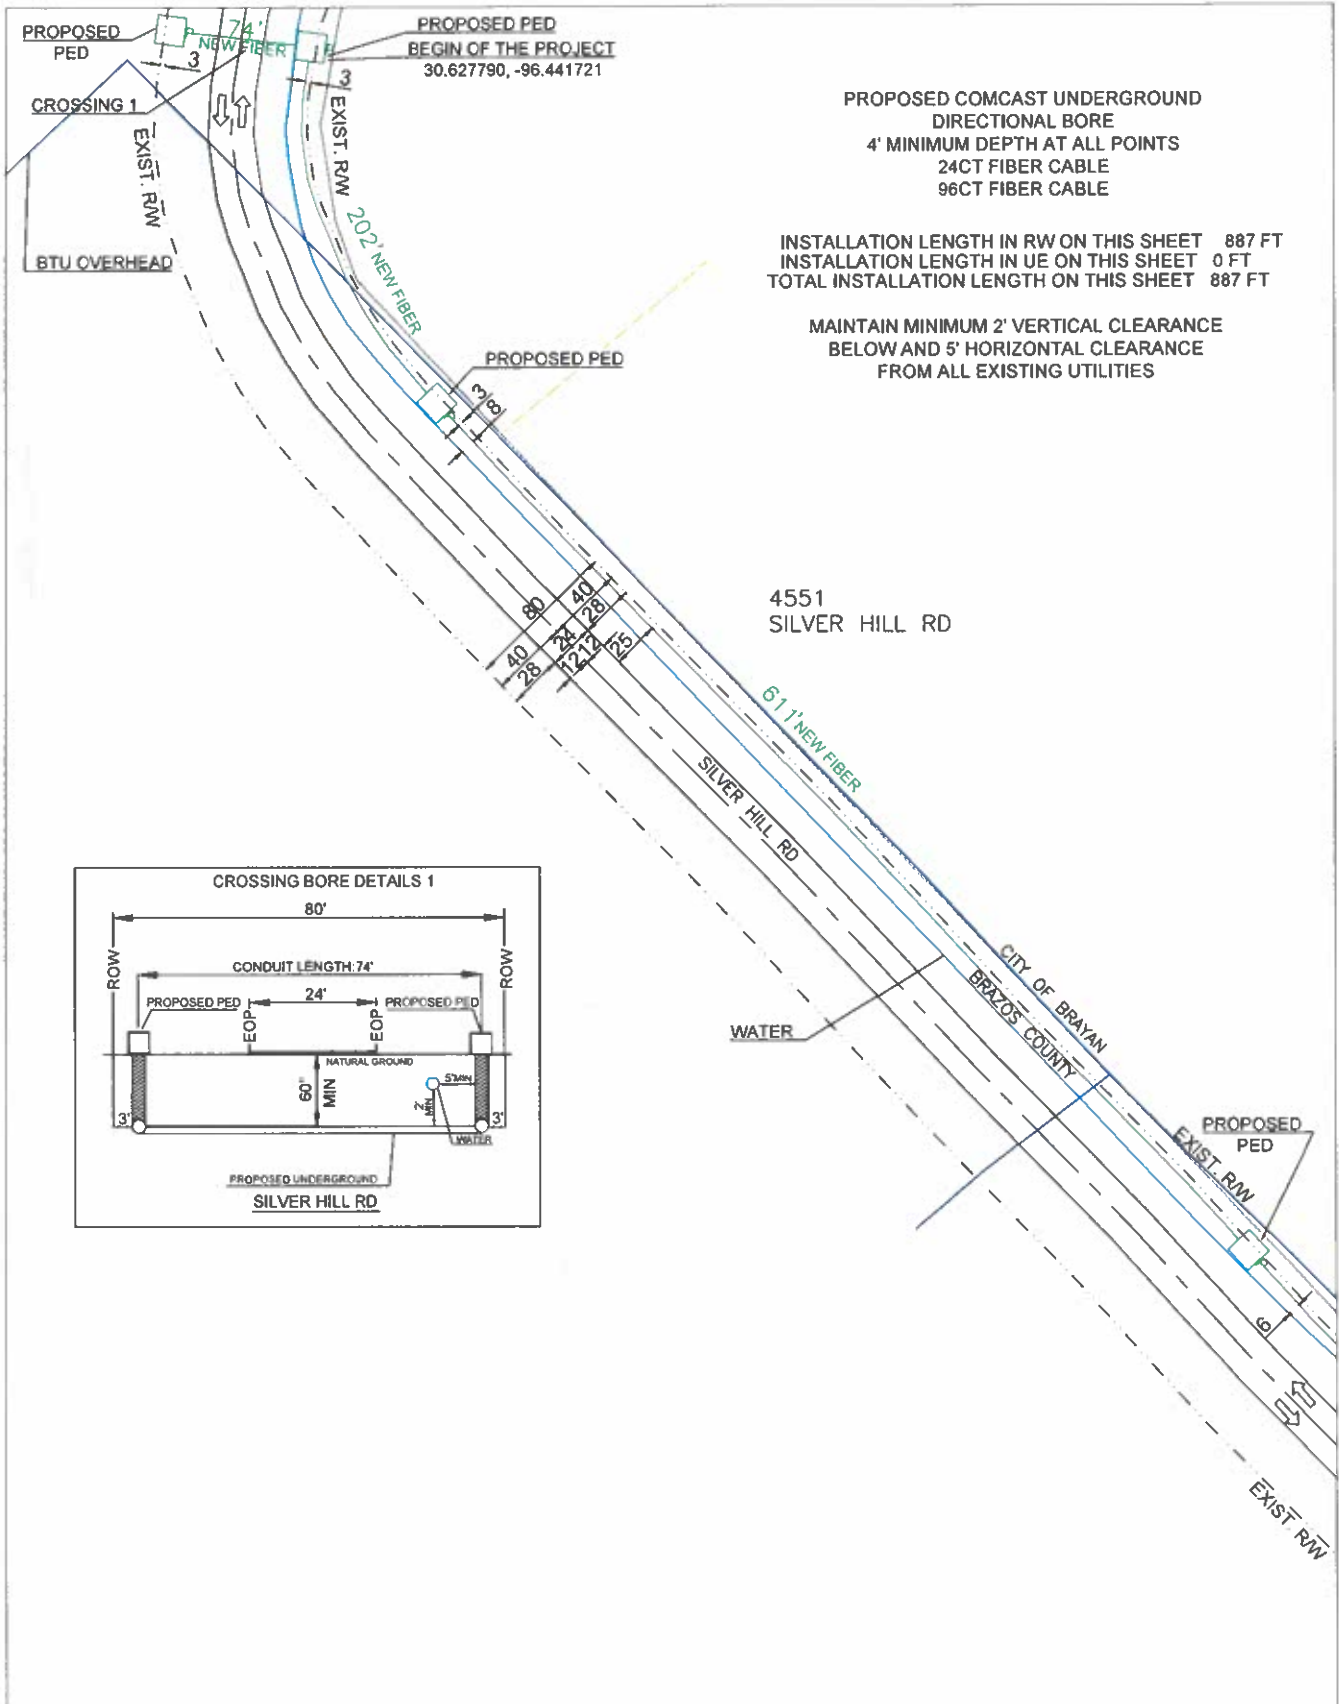 PROPOSED
PED
74'
NEW FIBER
P
P
PROPOSED PED
BEGIN OF THE PROJECT
30.627790, -96.441721
3
3
CROSSING 1
EXIST. R/W
EXIST. R/W
BTU OVERHEAD
202' NEW FIBER
PROPOSED COMCAST UNDERGROUND
DIRECTIONAL BORE
4' MINIMUM DEPTH AT ALL POINTS
24CT FIBER CABLE
96CT FIBER CABLE
INSTALLATION LENGTH IN RW ON THIS SHEET 887 FT
INSTALLATION LENGTH IN UE ON THIS SHEET 0 FT
TOTAL INSTALLATION LENGTH ON THIS SHEET 887 FT
MAINTAIN MINIMUM 2' VERTICAL CLEARANCE
BELOW AND 5' HORIZONTAL CLEARANCE
FROM ALL EXISTING UTILITIES
PROPOSED PED
P
3
8
80
40
28
40
24
28
12 12
25
4551
SILVER HILL RD
611' NEW FIBER
SILVER HILL RD
CITY OF BRAYAN
BRAZOS COUNTY
WATER
PROPOSED
PED
EXIST. R/W
P
6
EXIST R/W
CROSSING BORE DETAILS 1
80'
ROW
ROW
CONDUIT LENGTH:74'
PROPOSED PED
24'
PROPOSED PED
EOP
EOP
NATURAL GROUND
60"
MIN
5'MIN
2'
MIN
3'
3'
WATER
PROPOSED UNDERGROUND
SILVER HILL RD